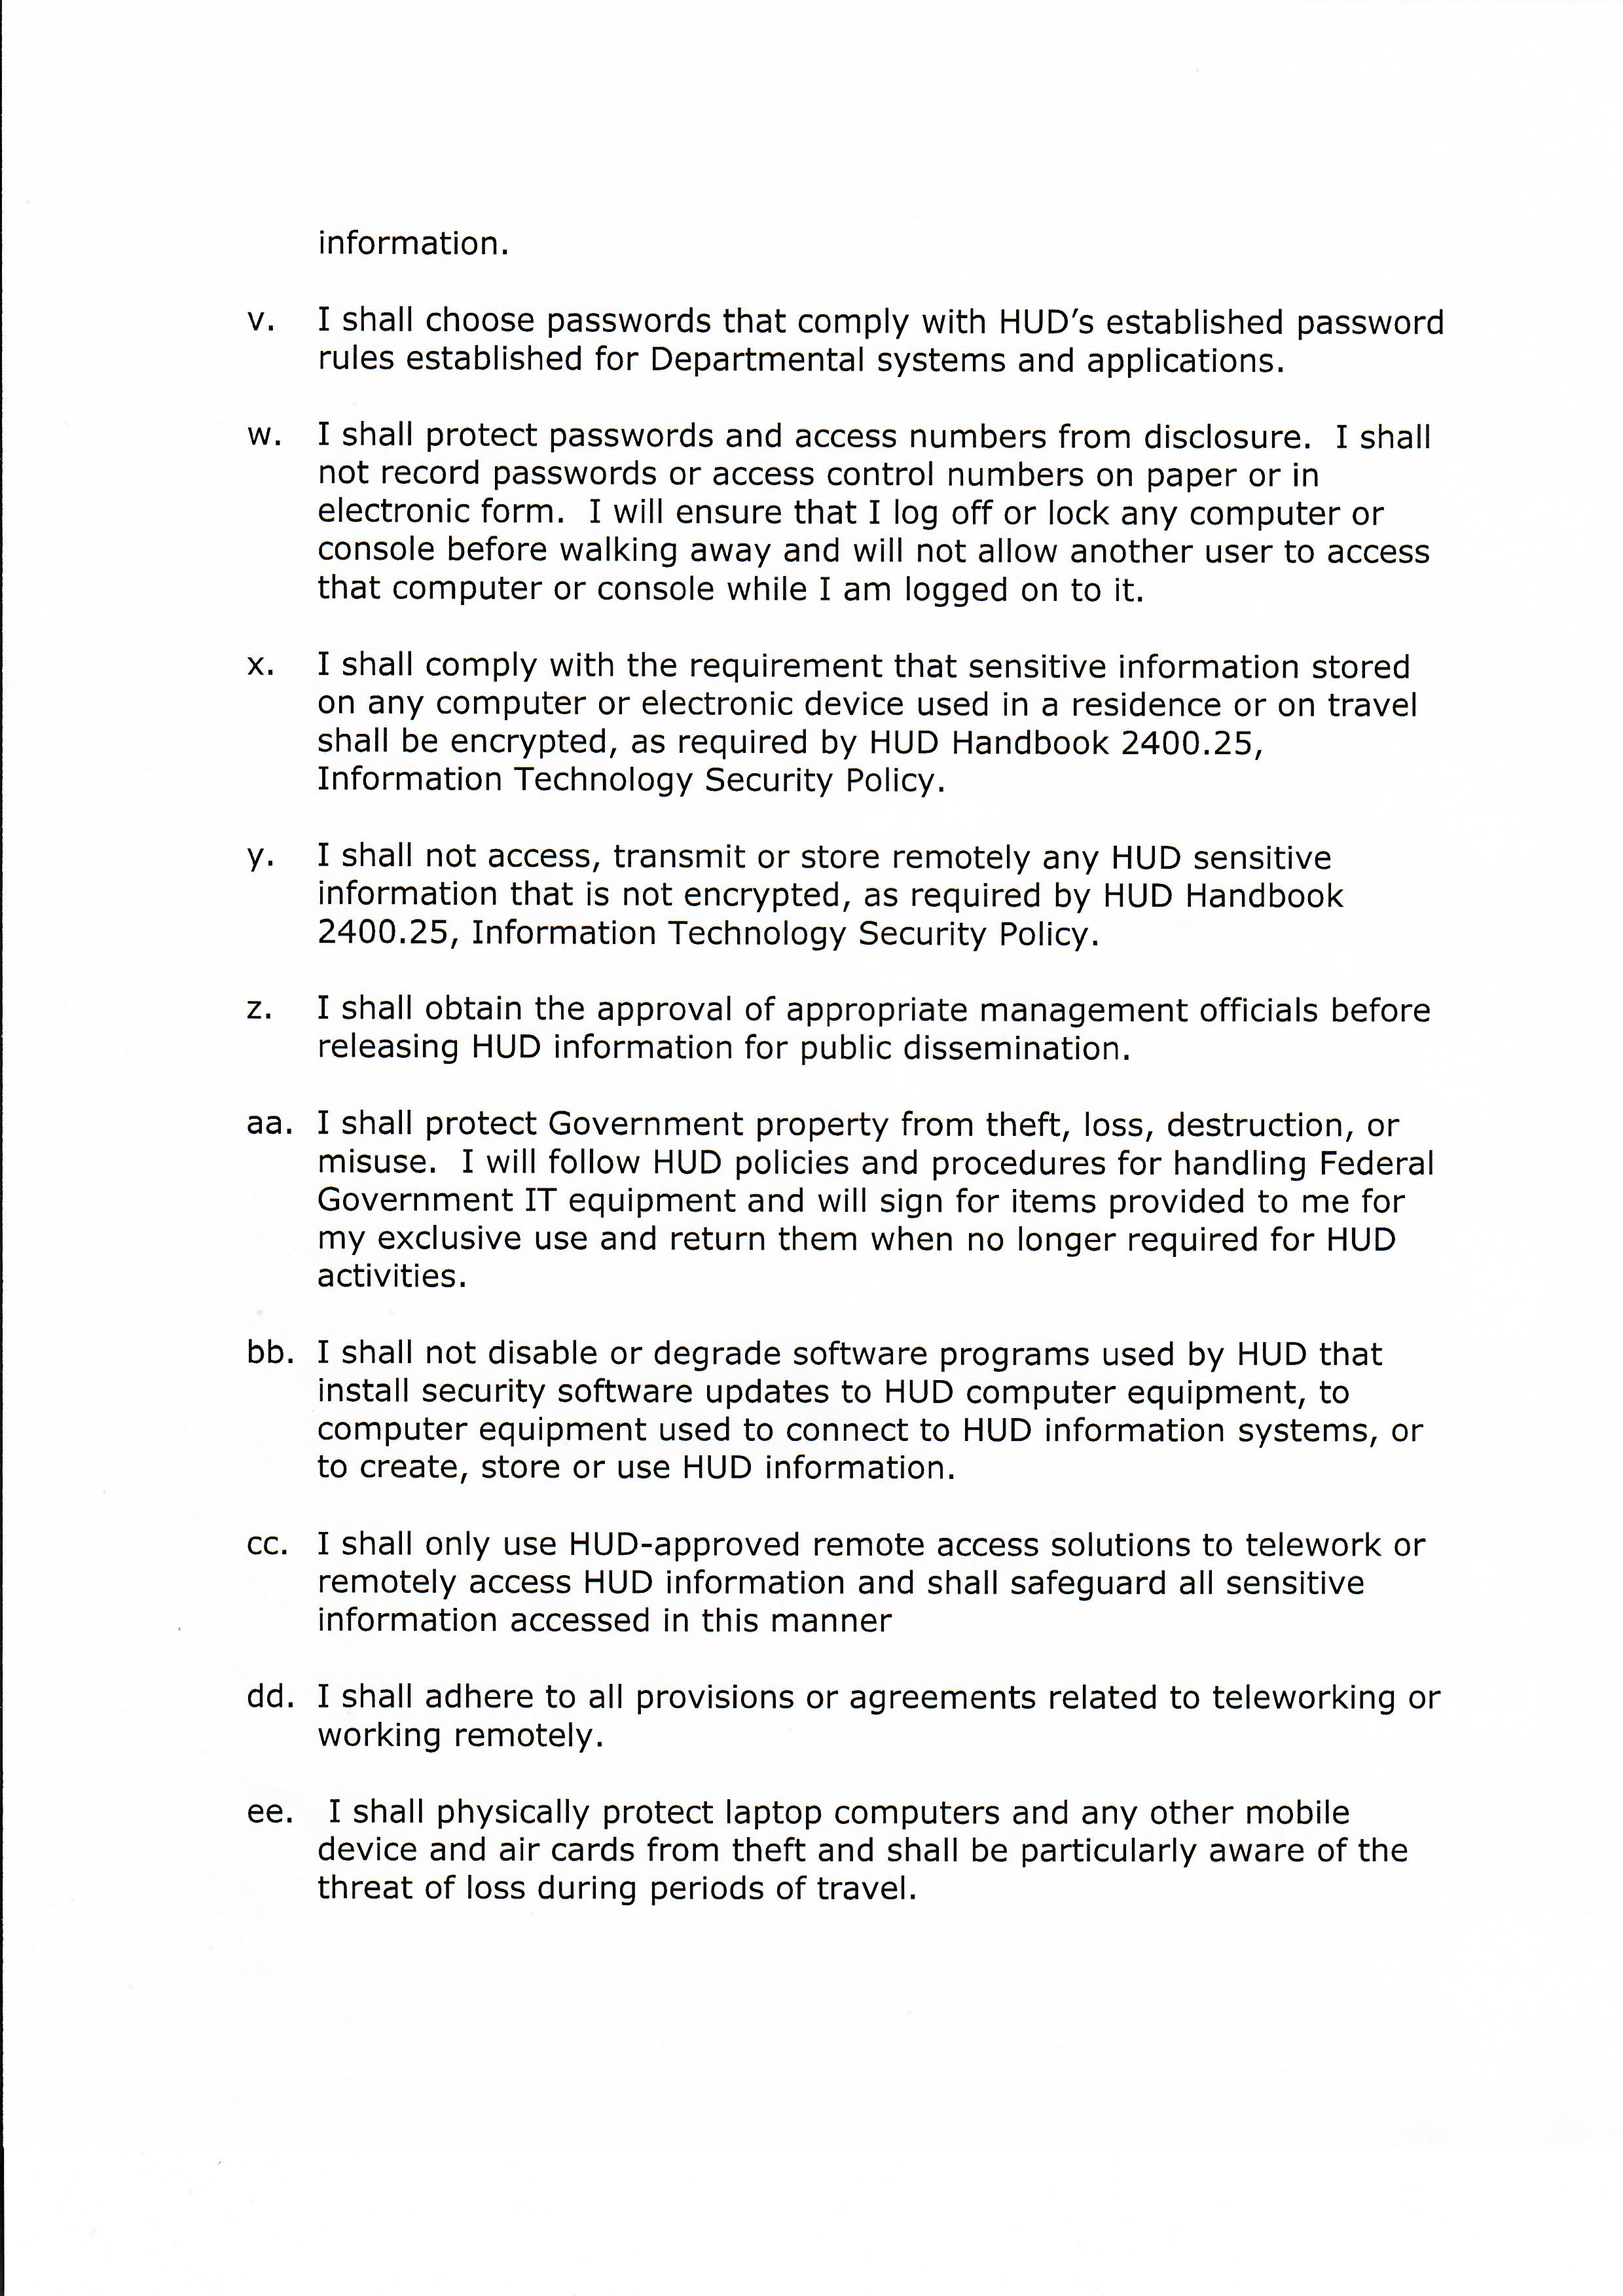 information.
v. I shall choose passwords that comply with HUD's established password
rules established for Departmental systems and applications.
w. I shall protect passwords and access numbers from disclosure.  I shall
not record passwords or access control numbers on paper or in
electronic form.  I will ensure that I log off or lock any computer or
console before walking away and will not allow another user to access
that computer or console while I am logged on to it.
x. I shall comply with the requirement that sensitive information stored
on any computer or electronic device used in a residence or on travel
shall be encrypted, as required by HUD Handbook 2400.25,
Information Technology Security Policy.
y. I shall not access, transmit or store remotely any HUD sensitive
information that is not encrypted, as required by HUD Handbook
2400.25, Information Technology Security Policy.
z. I shall obtain the approval of appropriate management officials before
releasing HUD information for public dissemination.
aa. I shall protect Government property from theft, loss, destruction, or
misuse.  I will follow HUD policies and procedures for handling Federal
Government IT equipment and will sign for items provided to me for
my exclusive use and return them when no longer required for HUD
activities.
bb. I shall not disable or degrade software programs used by HUD that
install security software updates to HUD computer equipment, to
computer equipment used to connect to HUD information systems, or
to create, store or use HUD information.
cc. I shall only use HUD-approved remote access solutions to telework or
remotely access HUD information and shall safeguard all sensitive
information accessed in this manner
dd. I shall adhere to all provisions or agreements related to teleworking or
working remotely.
ee. I shall physically protect laptop computers and any other mobile
device and air cards from theft and shall be particularly aware of the
threat of loss during periods of travel.